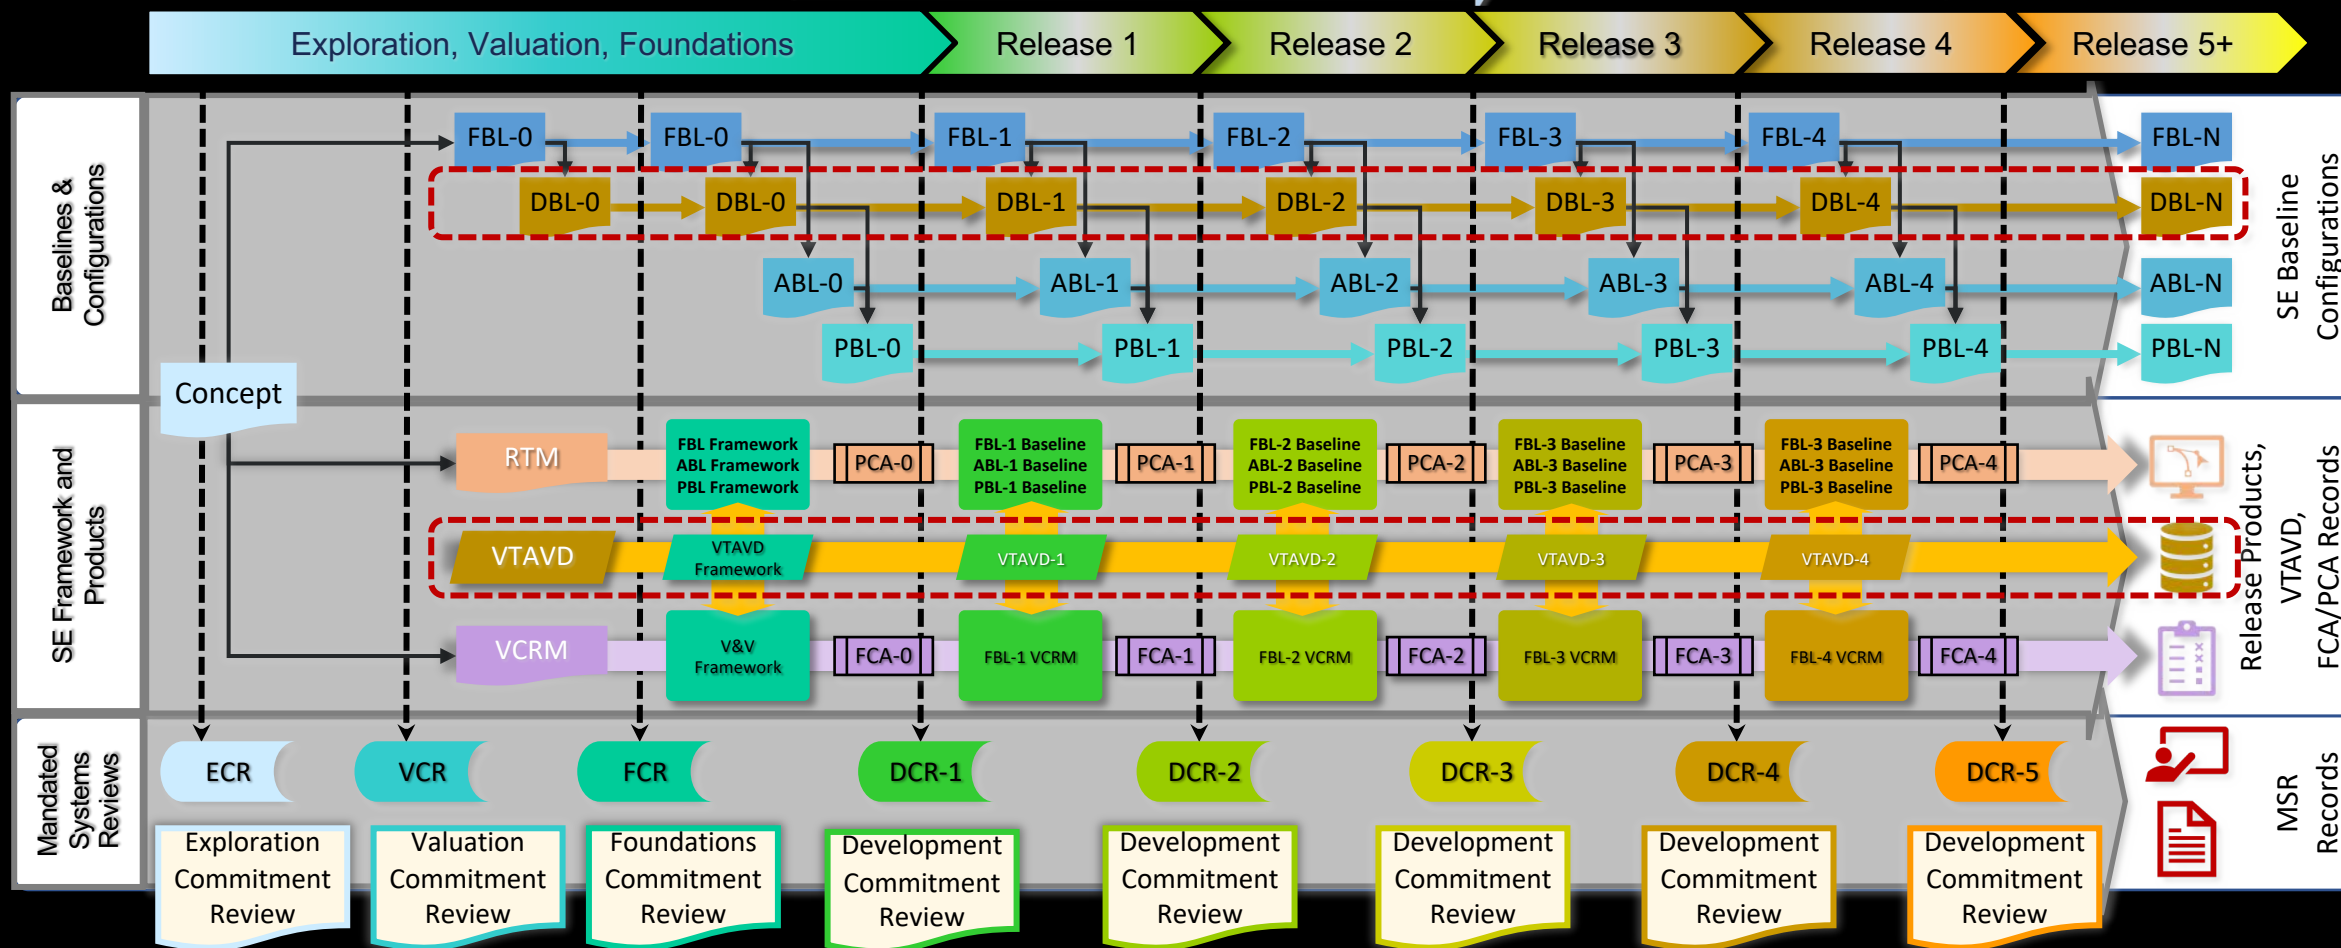 Exploration, Valuation, Foundations
Release 1
Release 2
Release 3
Release 4
Release 5+
Baselines &
Configurations
FBL-0
FBL-0
FBL-1
FBL-2
FBL-3
FBL-4
FBL-N
DBL-0
DBL-0
DBL-1
DBL-2
DBL-3
DBL-4
DBL-N
ABL-0
ABL-1
ABL-2
ABL-3
ABL-4
ABL-N
PBL-0
PBL-1
PBL-2
PBL-3
PBL-4
PBL-N
SE Baseline
Configurations
Concept
SE Framework and
Products
RTM
FBL Framework
ABL Framework
PBL Framework
PCA-0
FBL-1 Baseline
ABL-1 Baseline
PBL-1 Baseline
PCA-1
FBL-2 Baseline
ABL-2 Baseline
PBL-2 Baseline
PCA-2
FBL-3 Baseline
ABL-3 Baseline
PBL-3 Baseline
PCA-3
FBL-3 Baseline
ABL-3 Baseline
PBL-3 Baseline
PCA-4
VTAVD
VTAVD
Framework
VTAVD-1
VTAVD-2
VTAVD-3
VTAVD-4
VCRM
V&V
Framework
FCA-0
FBL-1 VCRM
FCA-1
FBL-2 VCRM
FCA-2
FBL-3 VCRM
FCA-3
FBL-4 VCRM
FCA-4
Release Products,
VTAVD,
FCA/PCA Records
Mandated
Systems
Reviews
ECR
VCR
FCR
DCR-1
DCR-2
DCR-3
DCR-4
DCR-5
Exploration
Commitment
Review
Valuation
Commitment
Review
Foundations
Commitment
Review
Development
Commitment
Review
Development
Commitment
Review
Development
Commitment
Review
Development
Commitment
Review
Development
Commitment
Review
MSR
Records